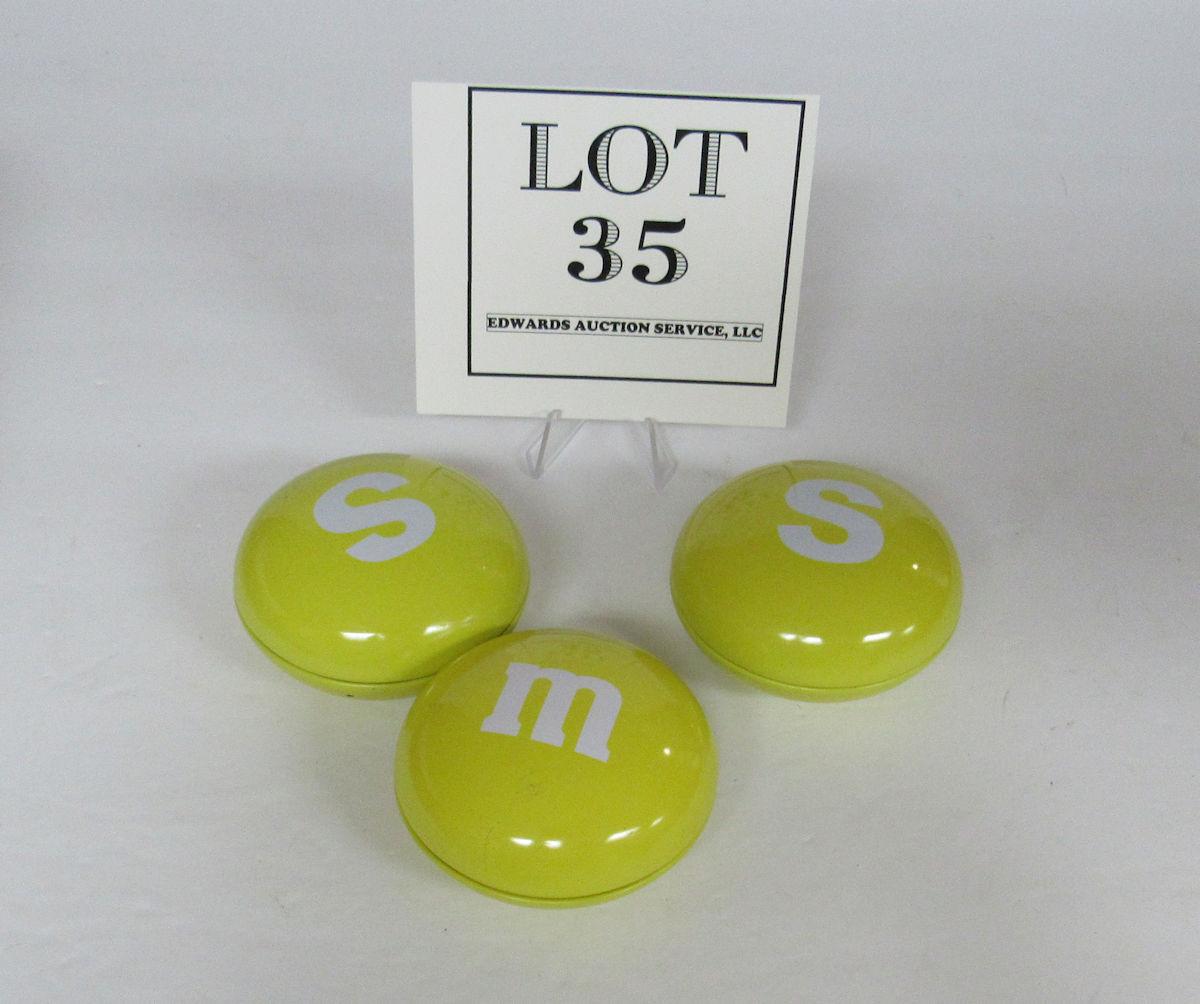 LOT
35
EDWARDS AUCTION SERVICE, LLC
S
S
m